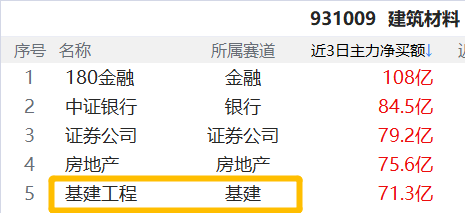 931009 建筑材料
序号 名称 所属赛道 近3日主力净买额↓
1 180金融 金融 108亿
2 中证银行 银行 84.5亿
3 证券公司 证券公司 79.2亿
4 房地产 房地产 75.6亿
5 基建工程 基建 71.3亿